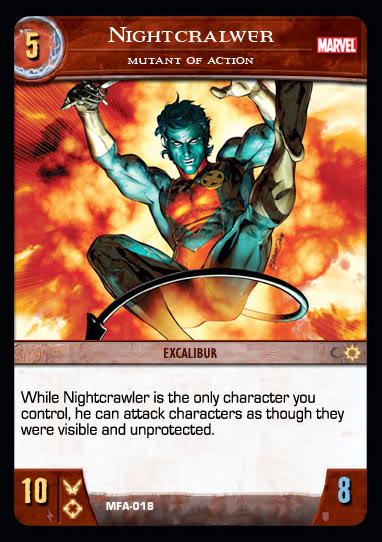 5
NIGHTCRALWER
MARVEL
MUTANT OF ACTION
EXCALIBUR
While Nightcrawler is the only character you
control, he can attack characters as though they
were visible and unprotected.
10
MFA-018
8